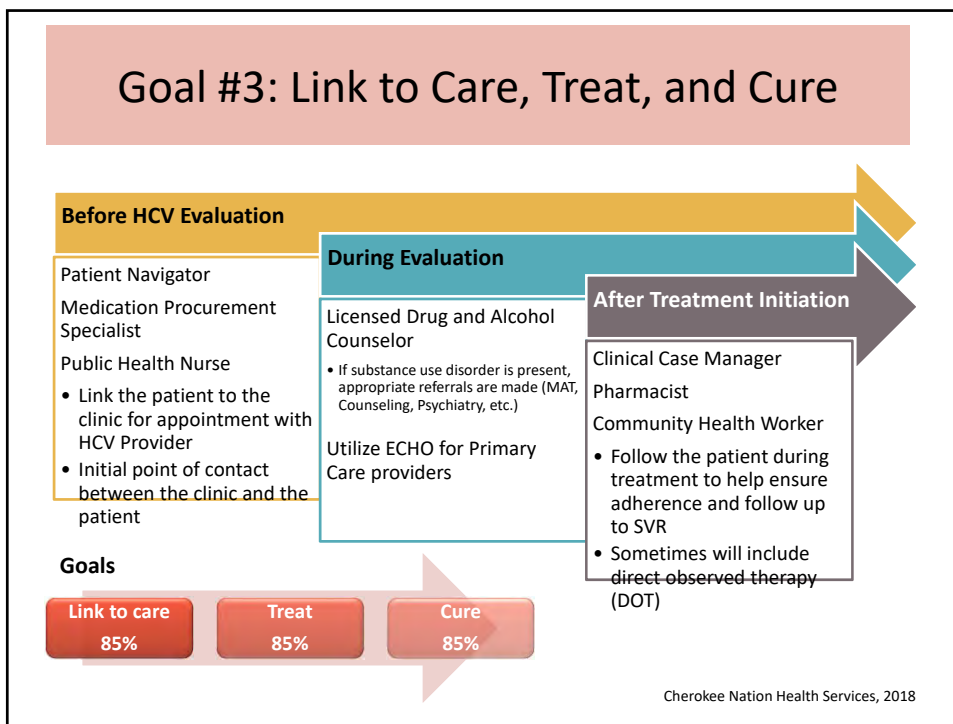 Goal #3: Link to Care, Treat, and Cure
Before HCV Evaluation
Patient Navigator
Medication Procurement
Specialist
Public Health Nurse
• Link the patient to the
clinic for appointment with
HCV Provider
• Initial point of contact
between the clinic and the
patient
During Evaluation
Licensed Drug and Alcohol
Counselor
• If substance use disorder is present,
appropriate referrals are made (MAT,
Counseling, Psychiatry, etc.)
Utilize ECHO for Primary
Care providers
After Treatment Initiation
Clinical Case Manager
Pharmacist
Community Health Worker
• Follow the patient during
treatment to help ensure
adherence and follow up
to SVR
• Sometimes will include
direct observed therapy
(DOT)
Goals
Link to care
85%
Treat
85%
Cure
85%
Cherokee Nation Health Services, 2018